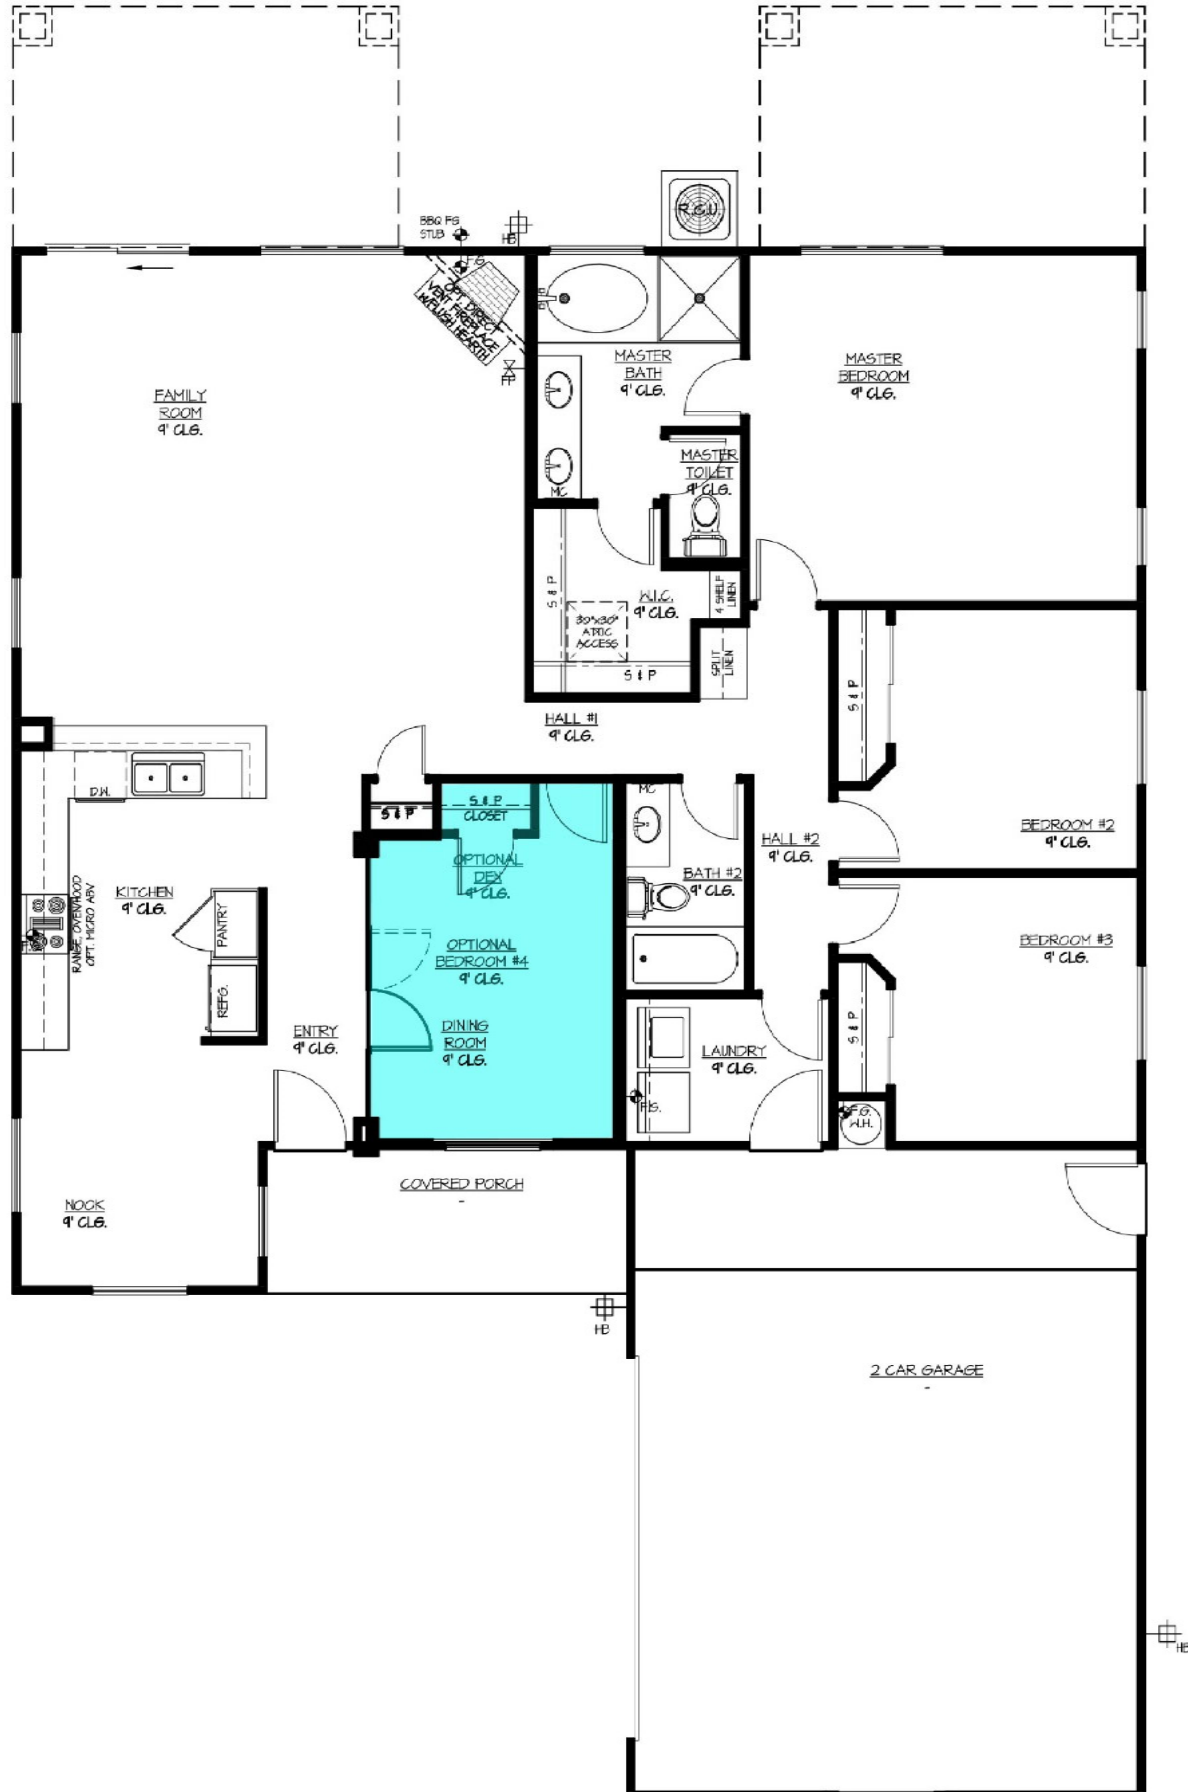 BBQ FG
STUB
HB
R.G.U
F.G.
OPT. DIRECT
VENT FIREPLACE
W/FLUSH HEARTH
FP
FAMILY
ROOM
9' CLG.
MASTER
BATH
9' CLG.
MASTER
BEDROOM
9' CLG.
MC
MASTER
TOILET
9' CLG.
S & P
W.I.C.
9' CLG.
4 SHELF
LINEN
30"x30"
ATTIC
ACCESS
S & P
SPLIT
LINEN
S & P
HALL #1
9' CLG.
D.W.
S & P
S & P
CLOSET
MC
OPTIONAL
DEX
9' CLG.
HALL #2
9' CLG.
BEDROOM #2
9' CLG.
BATH #2
9' CLG.
KITCHEN
9' CLG.
RANGE, OVEN/HOOD
OPT. MICRO ABV
PANTRY
REFG.
OPTIONAL
BEDROOM #4
9' CLG.
BEDROOM #3
9' CLG.
ENTRY
9' CLG.
DINING
ROOM
9' CLG.
S & P
LAUNDRY
9' CLG.
F.G.
F.G.
W.H.
COVERED PORCH
-
NOOK
9' CLG.
HB
2 CAR GARAGE
-
HB